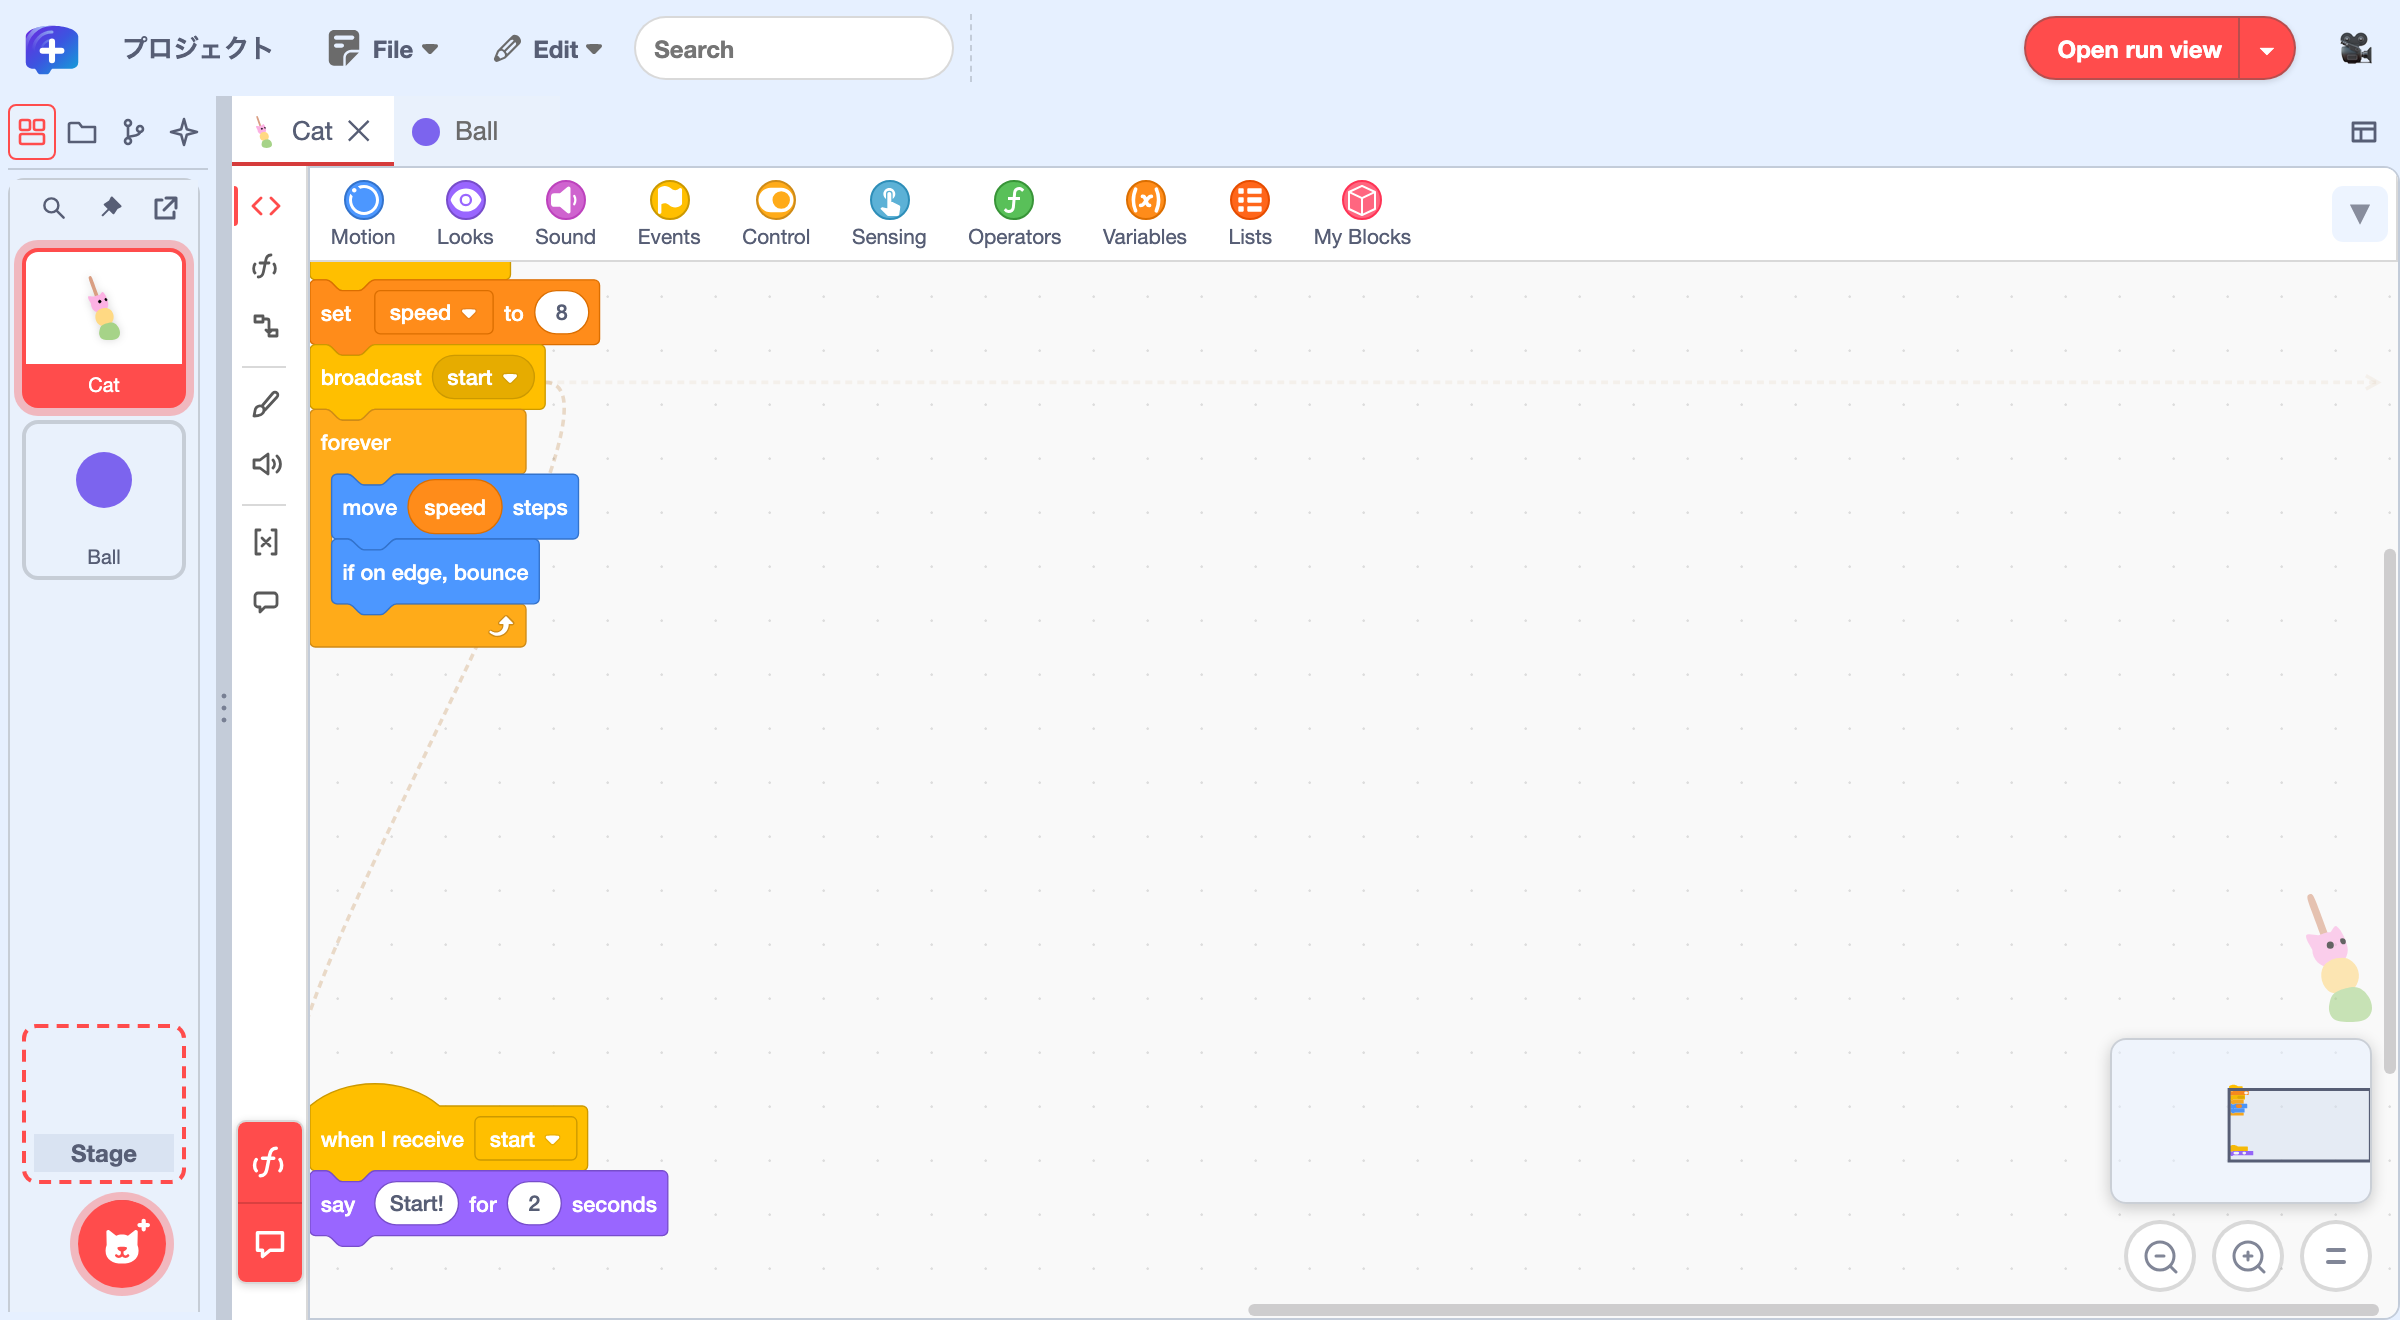 プロジェクト
File
Edit
Search
Open run view
Cat
Ball
Motion
Looks
Sound
Events
Control
Sensing
Operators
Variables
Lists
My Blocks
Cat
Ball
Stage
set speed to 8
broadcast start
forever
move speed steps
if on edge, bounce
when I receive start
say Start! for 2 seconds